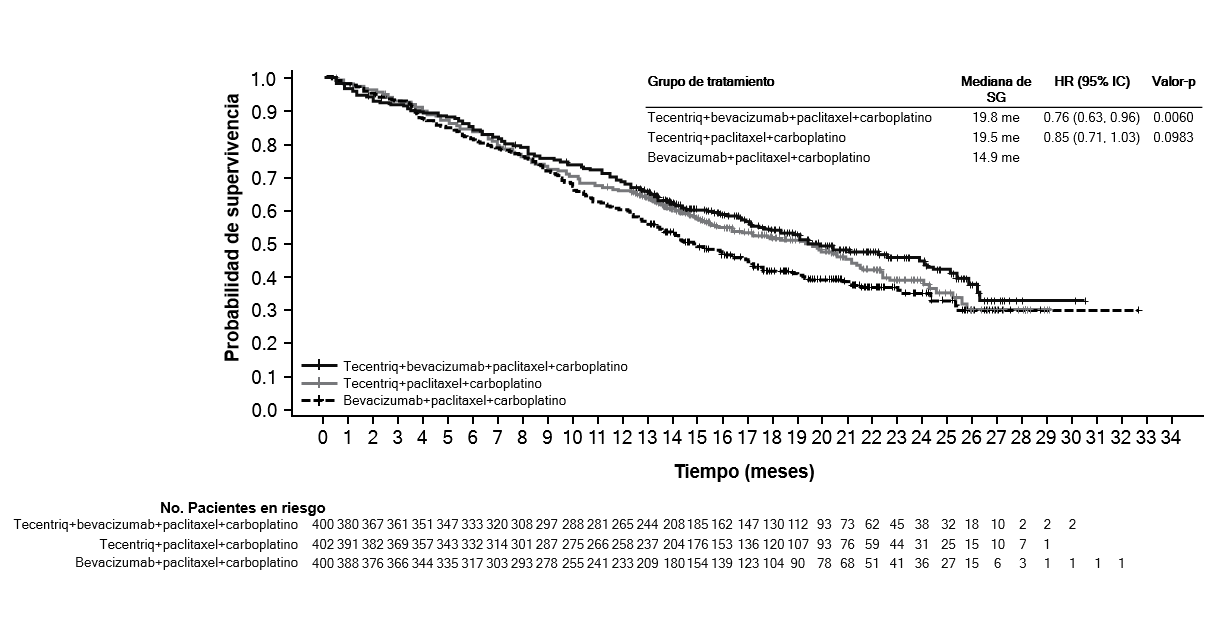 Grupo de tratamiento Mediana de SG HR (95% IC) Valor-p
Tecentriq+bevacizumab+paclitaxel+carboplatino 19.8 me 0.76 (0.63, 0.96) 0.0060
Tecentriq+paclitaxel+carboplatino 19.5 me 0.85 (0.71, 1.03) 0.0983
Bevacizumab+paclitaxel+carboplatino 14.9 me
Probabilidad de supervivencia
1.0
0.9
0.8
0.7
0.6
0.5
0.4
0.3
0.2
0.1
0.0
Tecentriq+bevacizumab+paclitaxel+carboplatino
Tecentriq+paclitaxel+carboplatino
Bevacizumab+paclitaxel+carboplatino
0 1 2 3 4 5 6 7 8 9 10 11 12 13 14 15 16 17 18 19 20 21 22 23 24 25 26 27 28 29 30 31 32 33 34
Tiempo (meses)
No. Pacientes en riesgo
Tecentriq+bevacizumab+paclitaxel+carboplatino 400 380 367 361 351 347 333 320 308 297 288 281 265 244 208 185 162 147 130 112 93 73 62 45 38 32 18 10 2 2 2
Tecentriq+paclitaxel+carboplatino 402 391 382 369 357 343 332 314 301 287 275 266 258 237 204 176 153 136 120 107 93 76 59 44 31 25 15 10 7 1
Bevacizumab+paclitaxel+carboplatino 400 388 376 366 344 335 317 303 293 278 255 241 233 209 180 154 139 123 104 90 78 68 51 41 36 27 15 6 3 1 1 1 1